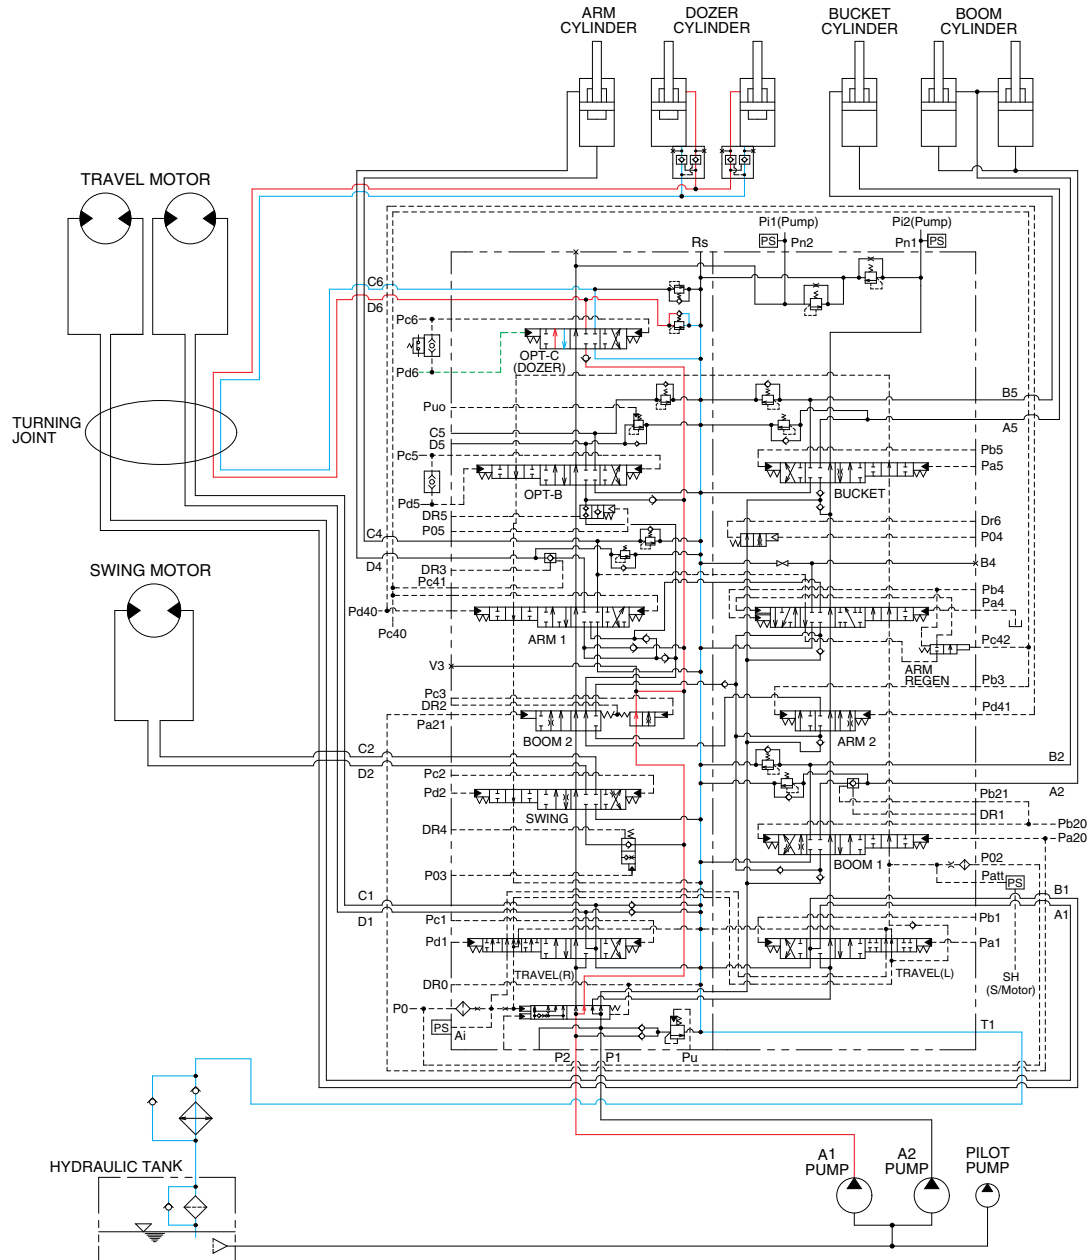 ARM
CYLINDER
DOZER
CYLINDER
BUCKET
CYLINDER
BOOM
CYLINDER
TRAVEL MOTOR
Pi1(Pump)
Pi2(Pump)
PS
Pn2
Pn1
PS
Rs
C6
D6
Pc6
OPT-C
(DOZER)
Pd6
TURNING
JOINT
Puo
B5
C5
D5
A5
Pc5
Pb5
Pa5
OPT-B
BUCKET
Pd5
DR5
P05
Dr6
P04
C4
D4
B4
DR3
Pc41
SWING MOTOR
Pb4
Pa4
Pd40
Pc40
ARM 1
Pc42
ARM
REGEN
V3
Pc3
DR2
Pa21
Pb3
Pd41
BOOM 2
ARM 2
C2
D2
B2
A2
Pc2
Pd2
Pb21
DR1
SWING
DR4
Pb20
Pa20
BOOM 1
P03
P02
Patt
PS
C1
D1
B1
A1
Pc1
Pd1
Pb1
Pa1
TRAVEL(R)
TRAVEL(L)
SH
(S/Motor)
DR0
P0
PS
Ai
T1
P2
P1
Pu
HYDRAULIC TANK
A1
PUMP
A2
PUMP
PILOT
PUMP